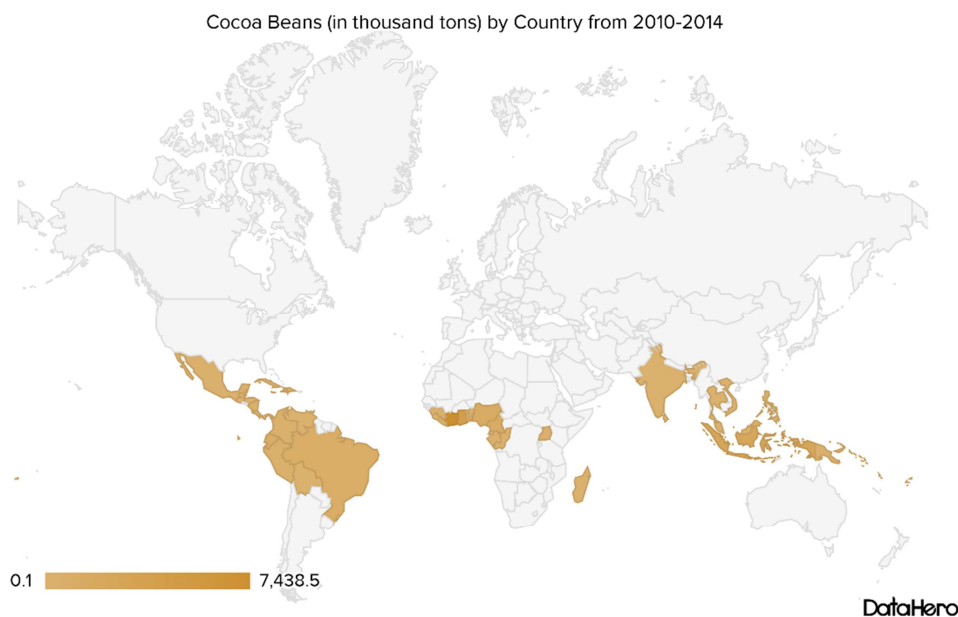 Cocoa Beans (in thousand tons) by Country from 2010-2014
0.1
7,438.5
DataHero